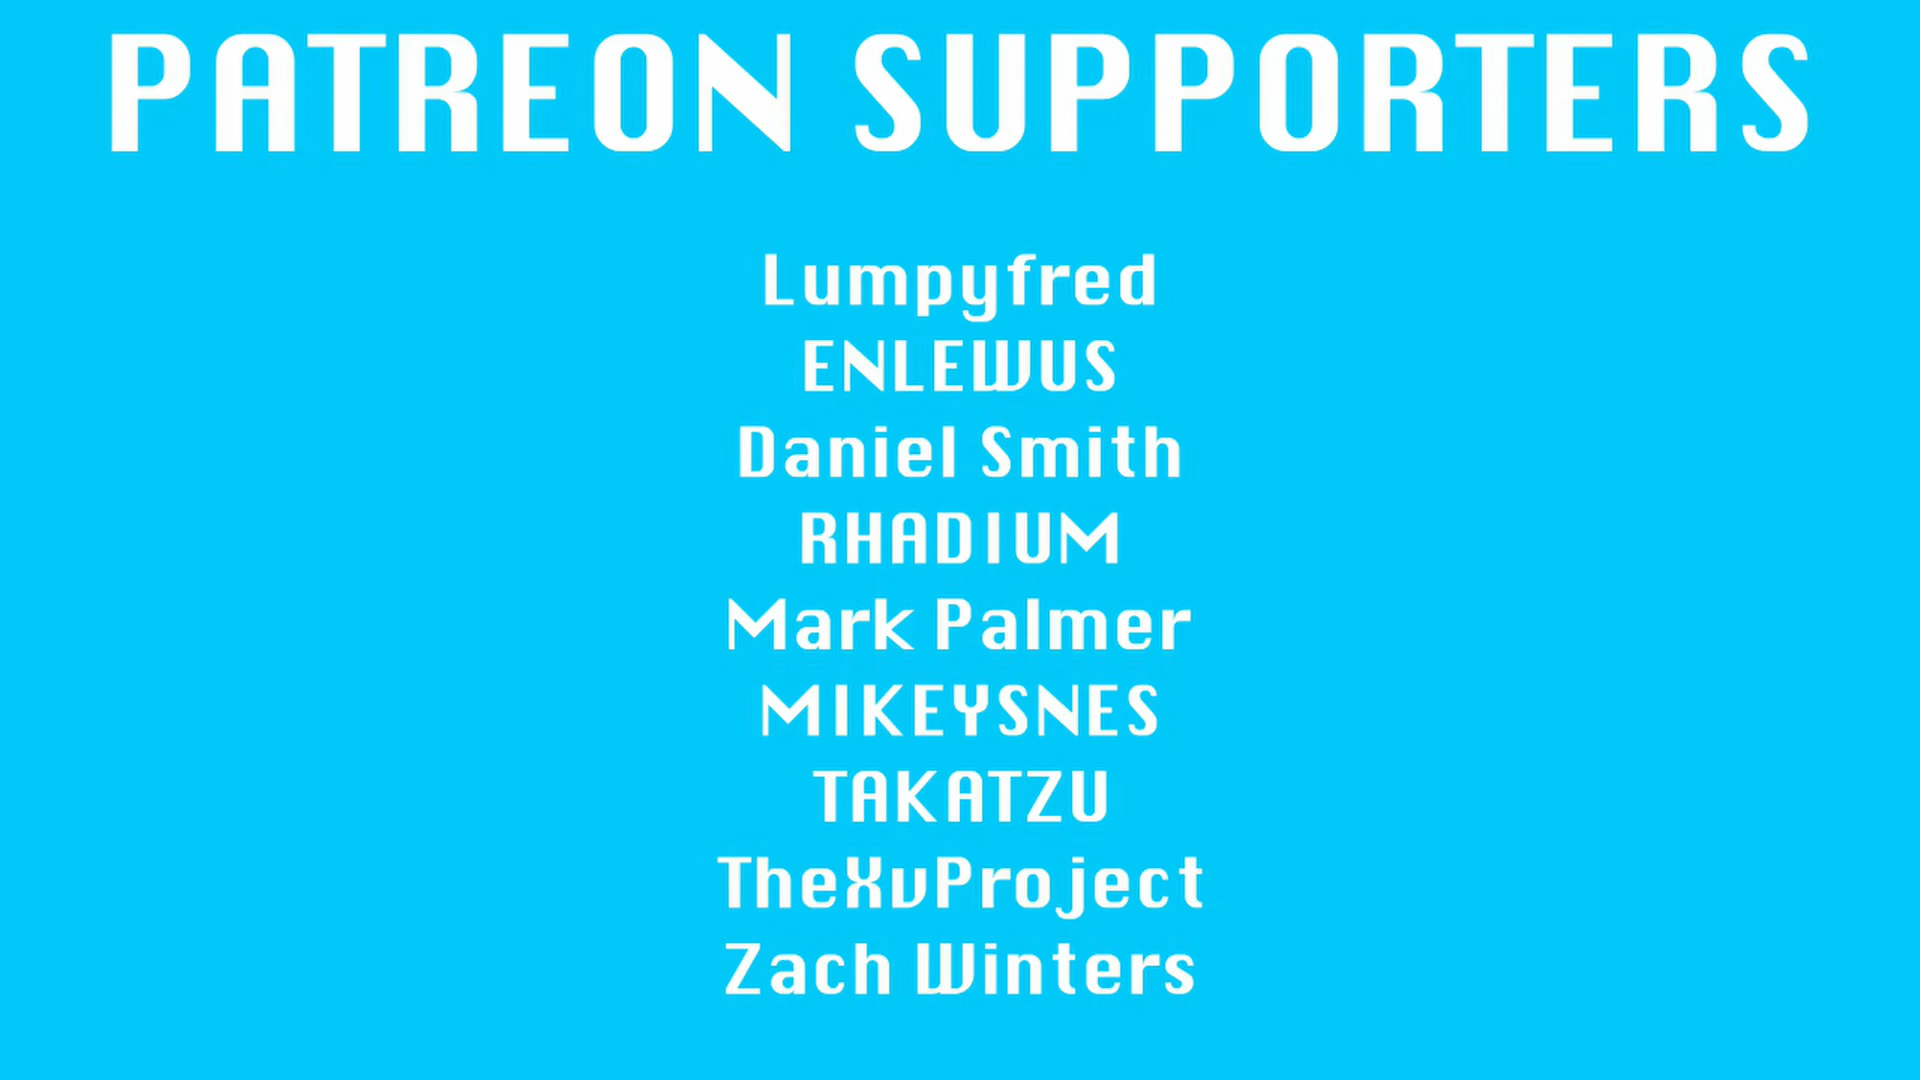 PATREON SUPPORTERS
Lumpyfred
ENLEWUS
Daniel Smith
RHADIUM
Mark Palmer
MIKEYSNES
TAKATZU
TheXvProject
Zach Winters